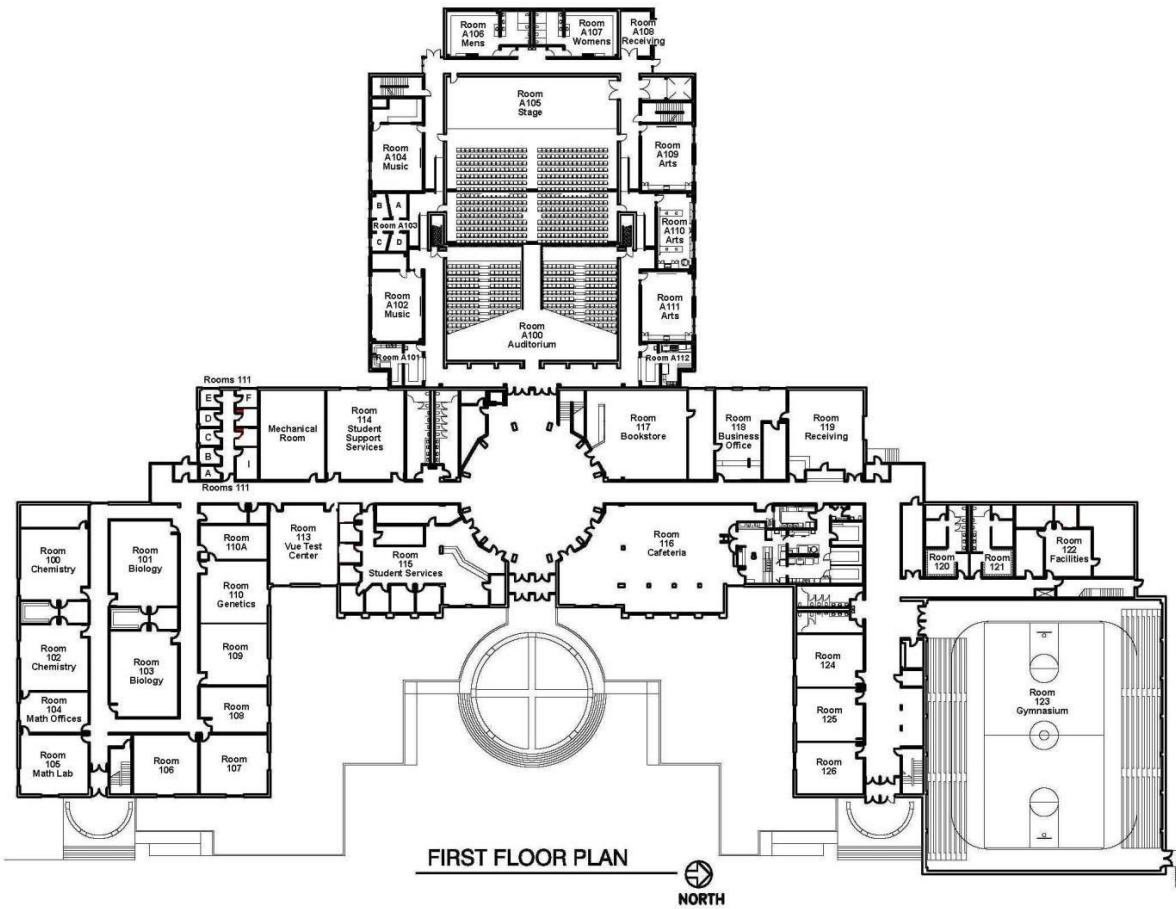 Room
A106
Mens
Room
A107
Womens
Room
A108
Receiving
Room
A105
Stage
Room
A104
Music
Room
A109
Arts
B A
Room A103
C D
Room
A110
Arts
Room
A102
Music
Room
A111
Arts
Room
A100
Auditorium
Room A101
Room A112
Rooms 111
E F
D
C
B
A I
Rooms 111
Mechanical
Room
Room
114
Student
Support
Services
Room
117
Bookstore
Room
118
Business
Office
Room
119
Receiving
Room
100
Chemistry
Room
101
Biology
Room
110A
Room
113
Vue Test
Center
Room
115
Student Services
Room
116
Cafeteria
Room
120
Room
121
Room
122
Facilities
Room
110
Genetics
Room
102
Chemistry
Room
103
Biology
Room
109
Room
124
Room
104
Math Offices
Room
108
Room
125
Room
123
Gymnasium
Room
105
Math Lab
Room
106
Room
107
Room
126
FIRST FLOOR PLAN
NORTH